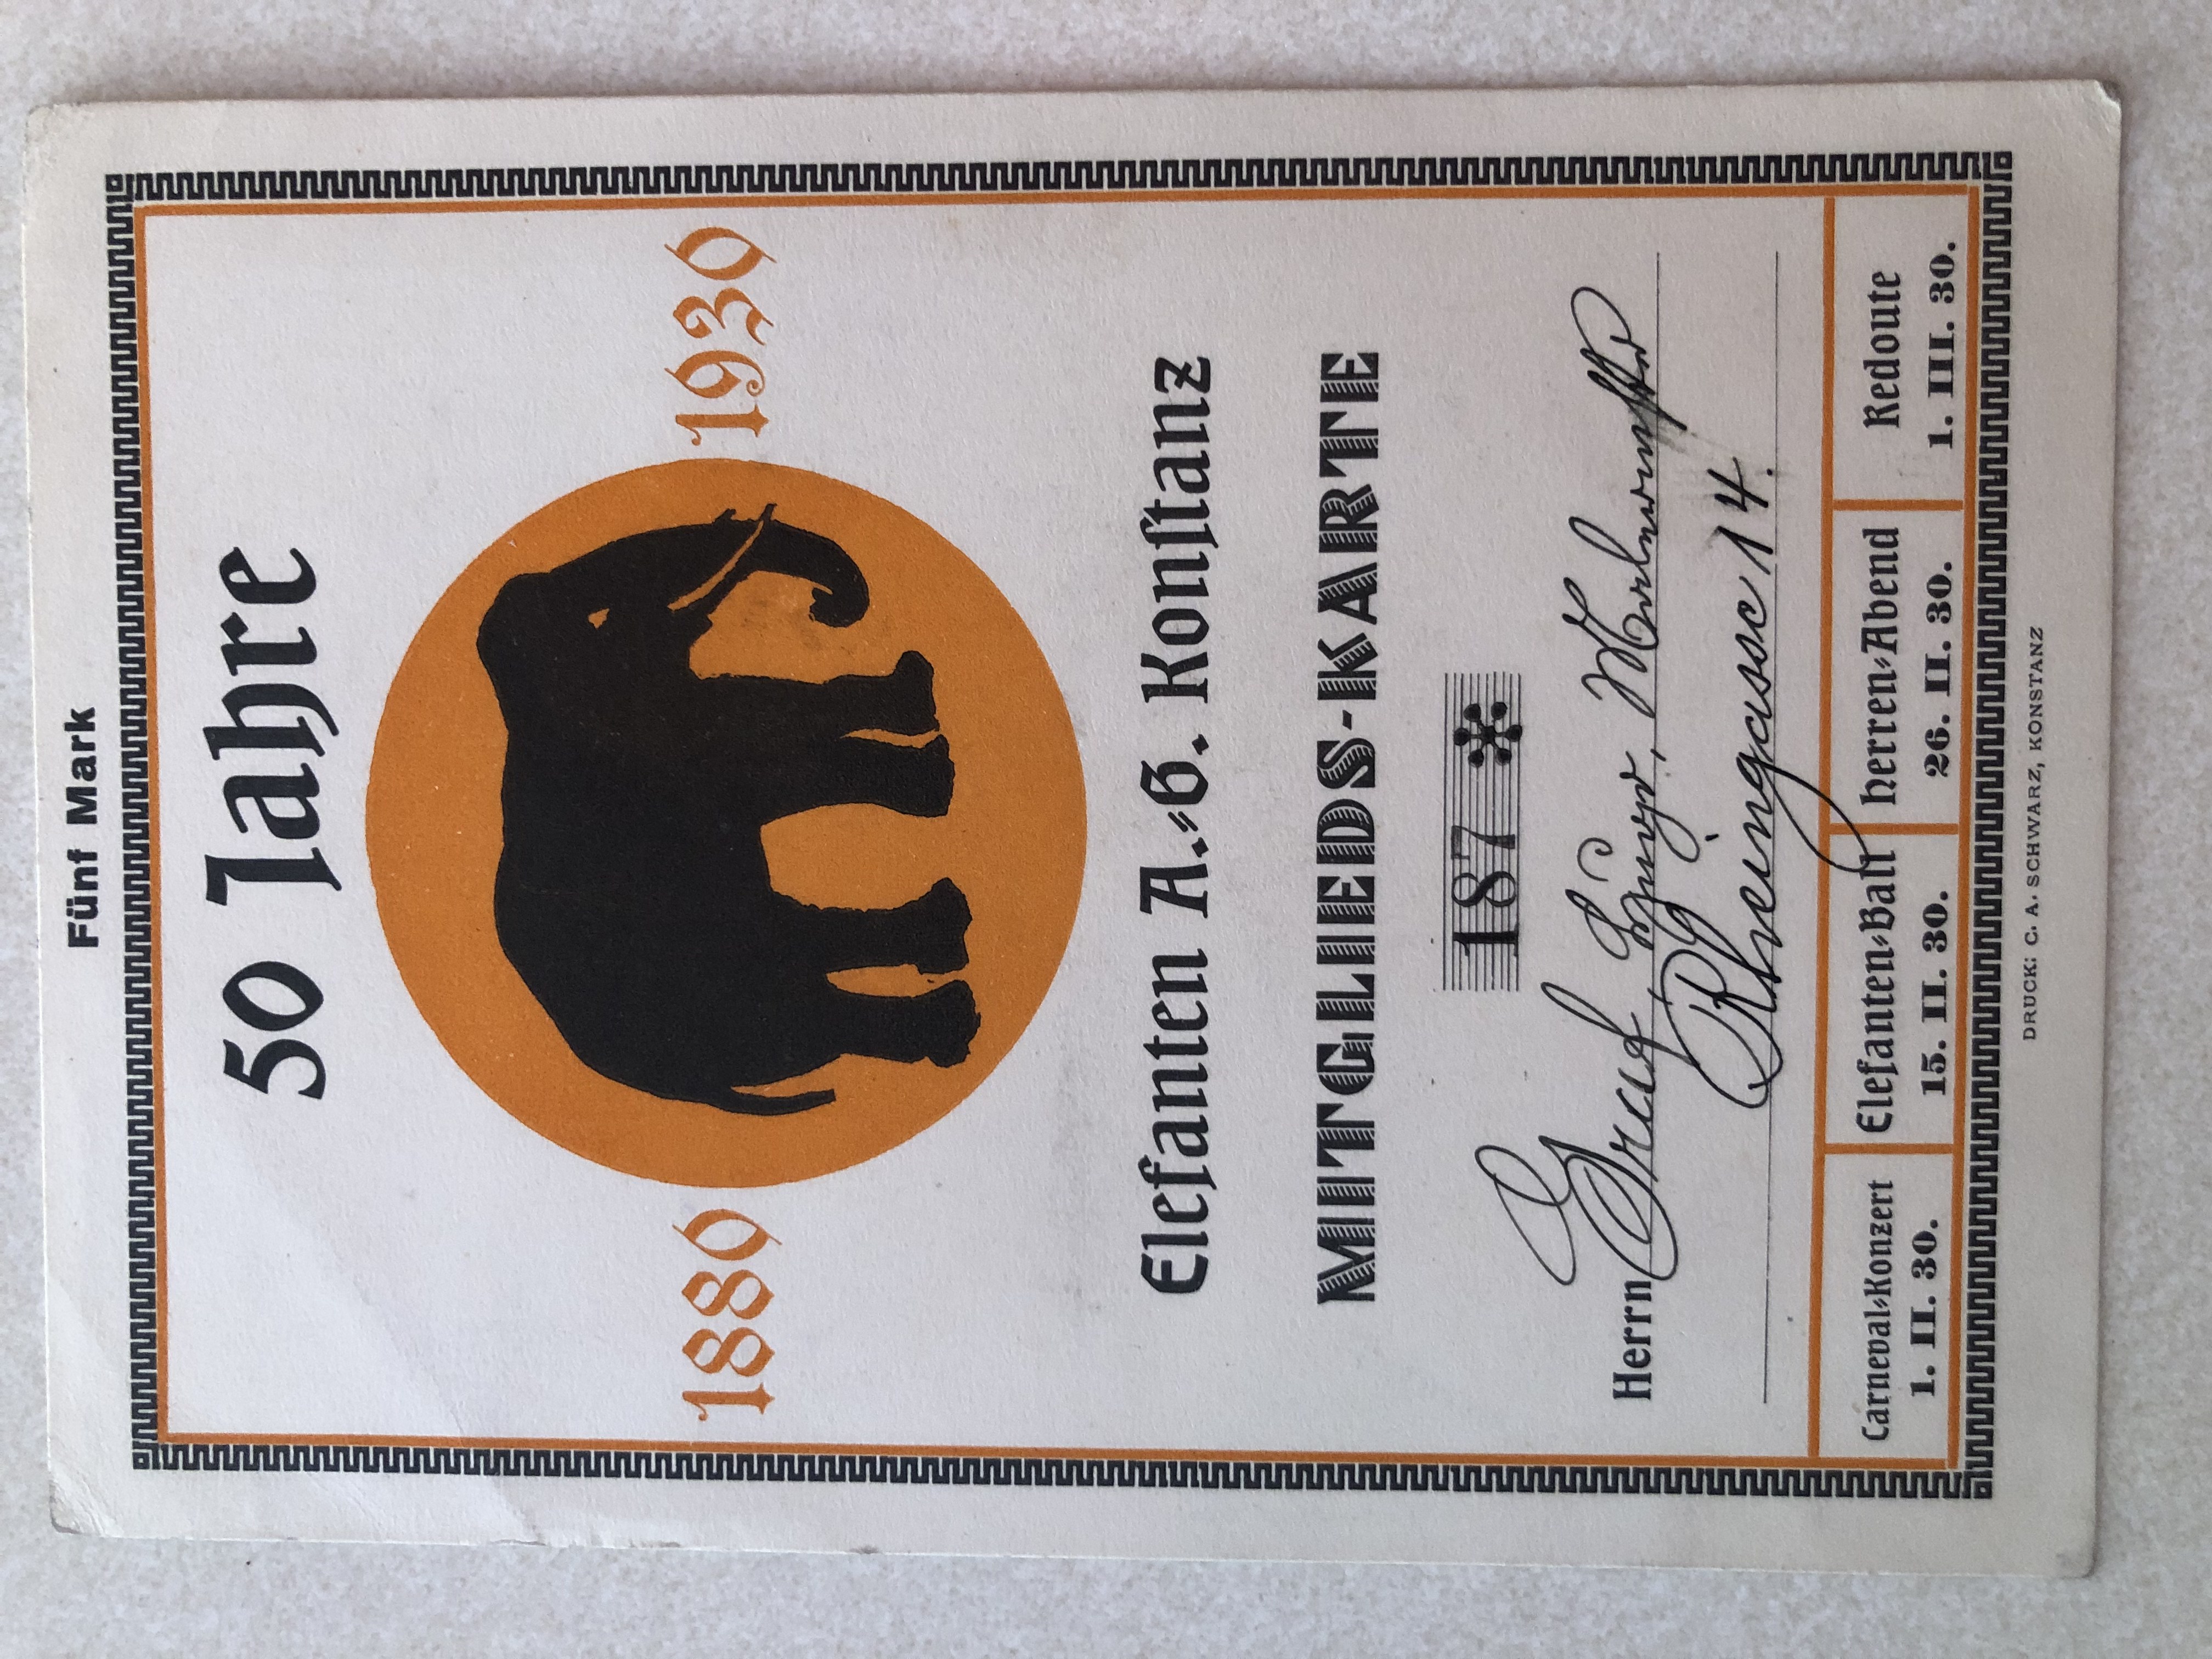 Fünf Mark
50 Jahre
1880 1930
Elefanten A.=G. Konstanz
MITGLIEDS-KARTE
187
Herrn Graf
Rheingasse 14.
Carneval=Konzert Elefanten=Ball Herren=Abend Redoute
1. II. 30. 15. II. 30. 26. II. 30. 1. III. 30.
DRUCK: C. A. SCHWARZ, KONSTANZ